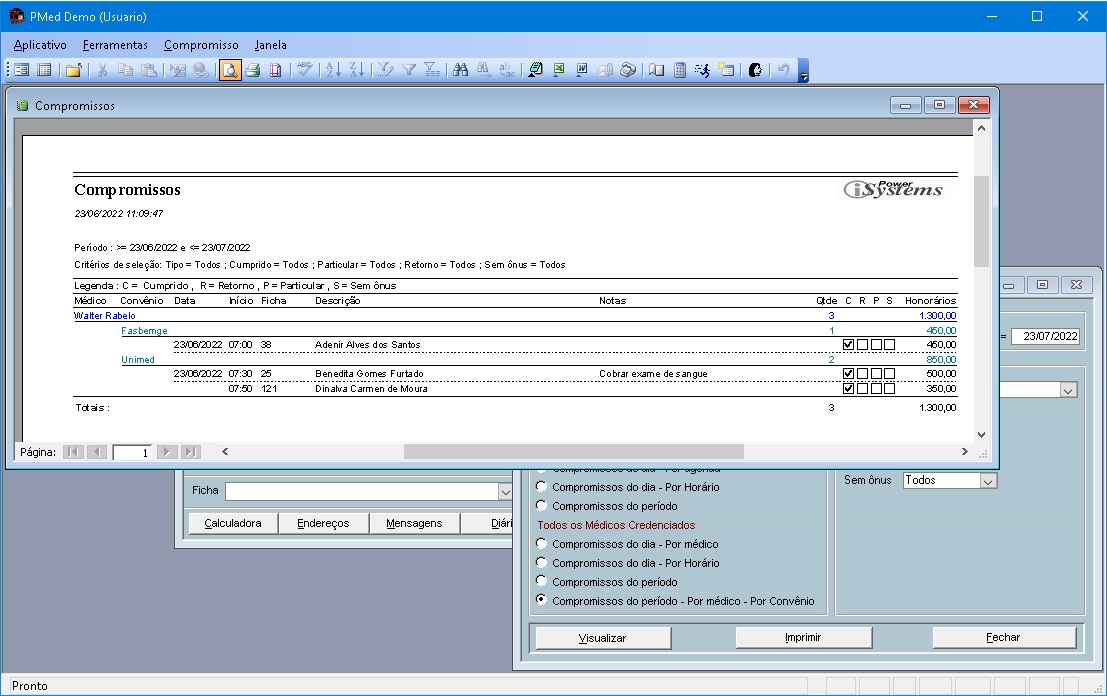 PMed Demo (Usuario)
Aplicativo Ferramentas Compromisso Janela
Compromissos
Compromissos
Power
iSystems
23/06/2022 11:09:47
Período : >= 23/06/2022 e <= 23/07/2022
Critérios de seleção: Tipo = Todos ; Cumprido = Todos ; Particular = Todos ; Retorno = Todos ; Sem ônus = Todos
Legenda : C = Cumprido , R = Retorno , P = Particular , S = Sem ônus
Médico Convênio Data Início Ficha Descrição Notas Qtde C R P S Honorários
Walter Rabelo 3 1.300,00
Fasbemge 1 450,00
23/06/2022 07:00 38 Adenir Alves dos Santos 450,00
Unimed 2 850,00
23/06/2022 07:30 25 Benedita Gomes Furtado Cobrar exame de sangue 500,00
07:50 121 Dinalva Carmen de Moura 350,00
Totais : 3 1.300,00
Página: 1
= 23/07/2022
Compromissos do dia - Por agenda
Ficha
Compromissos do dia - Por Horário
Sem ônus Todos
Compromissos do período
Calculadora Endereços Mensagens Diári
Todos os Médicos Credenciados
Compromissos do dia - Por médico
Compromissos do dia - Por Horário
Compromissos do período
Compromissos do período - Por médico - Por Convênio
Visualizar Imprimir Fechar
Pronto